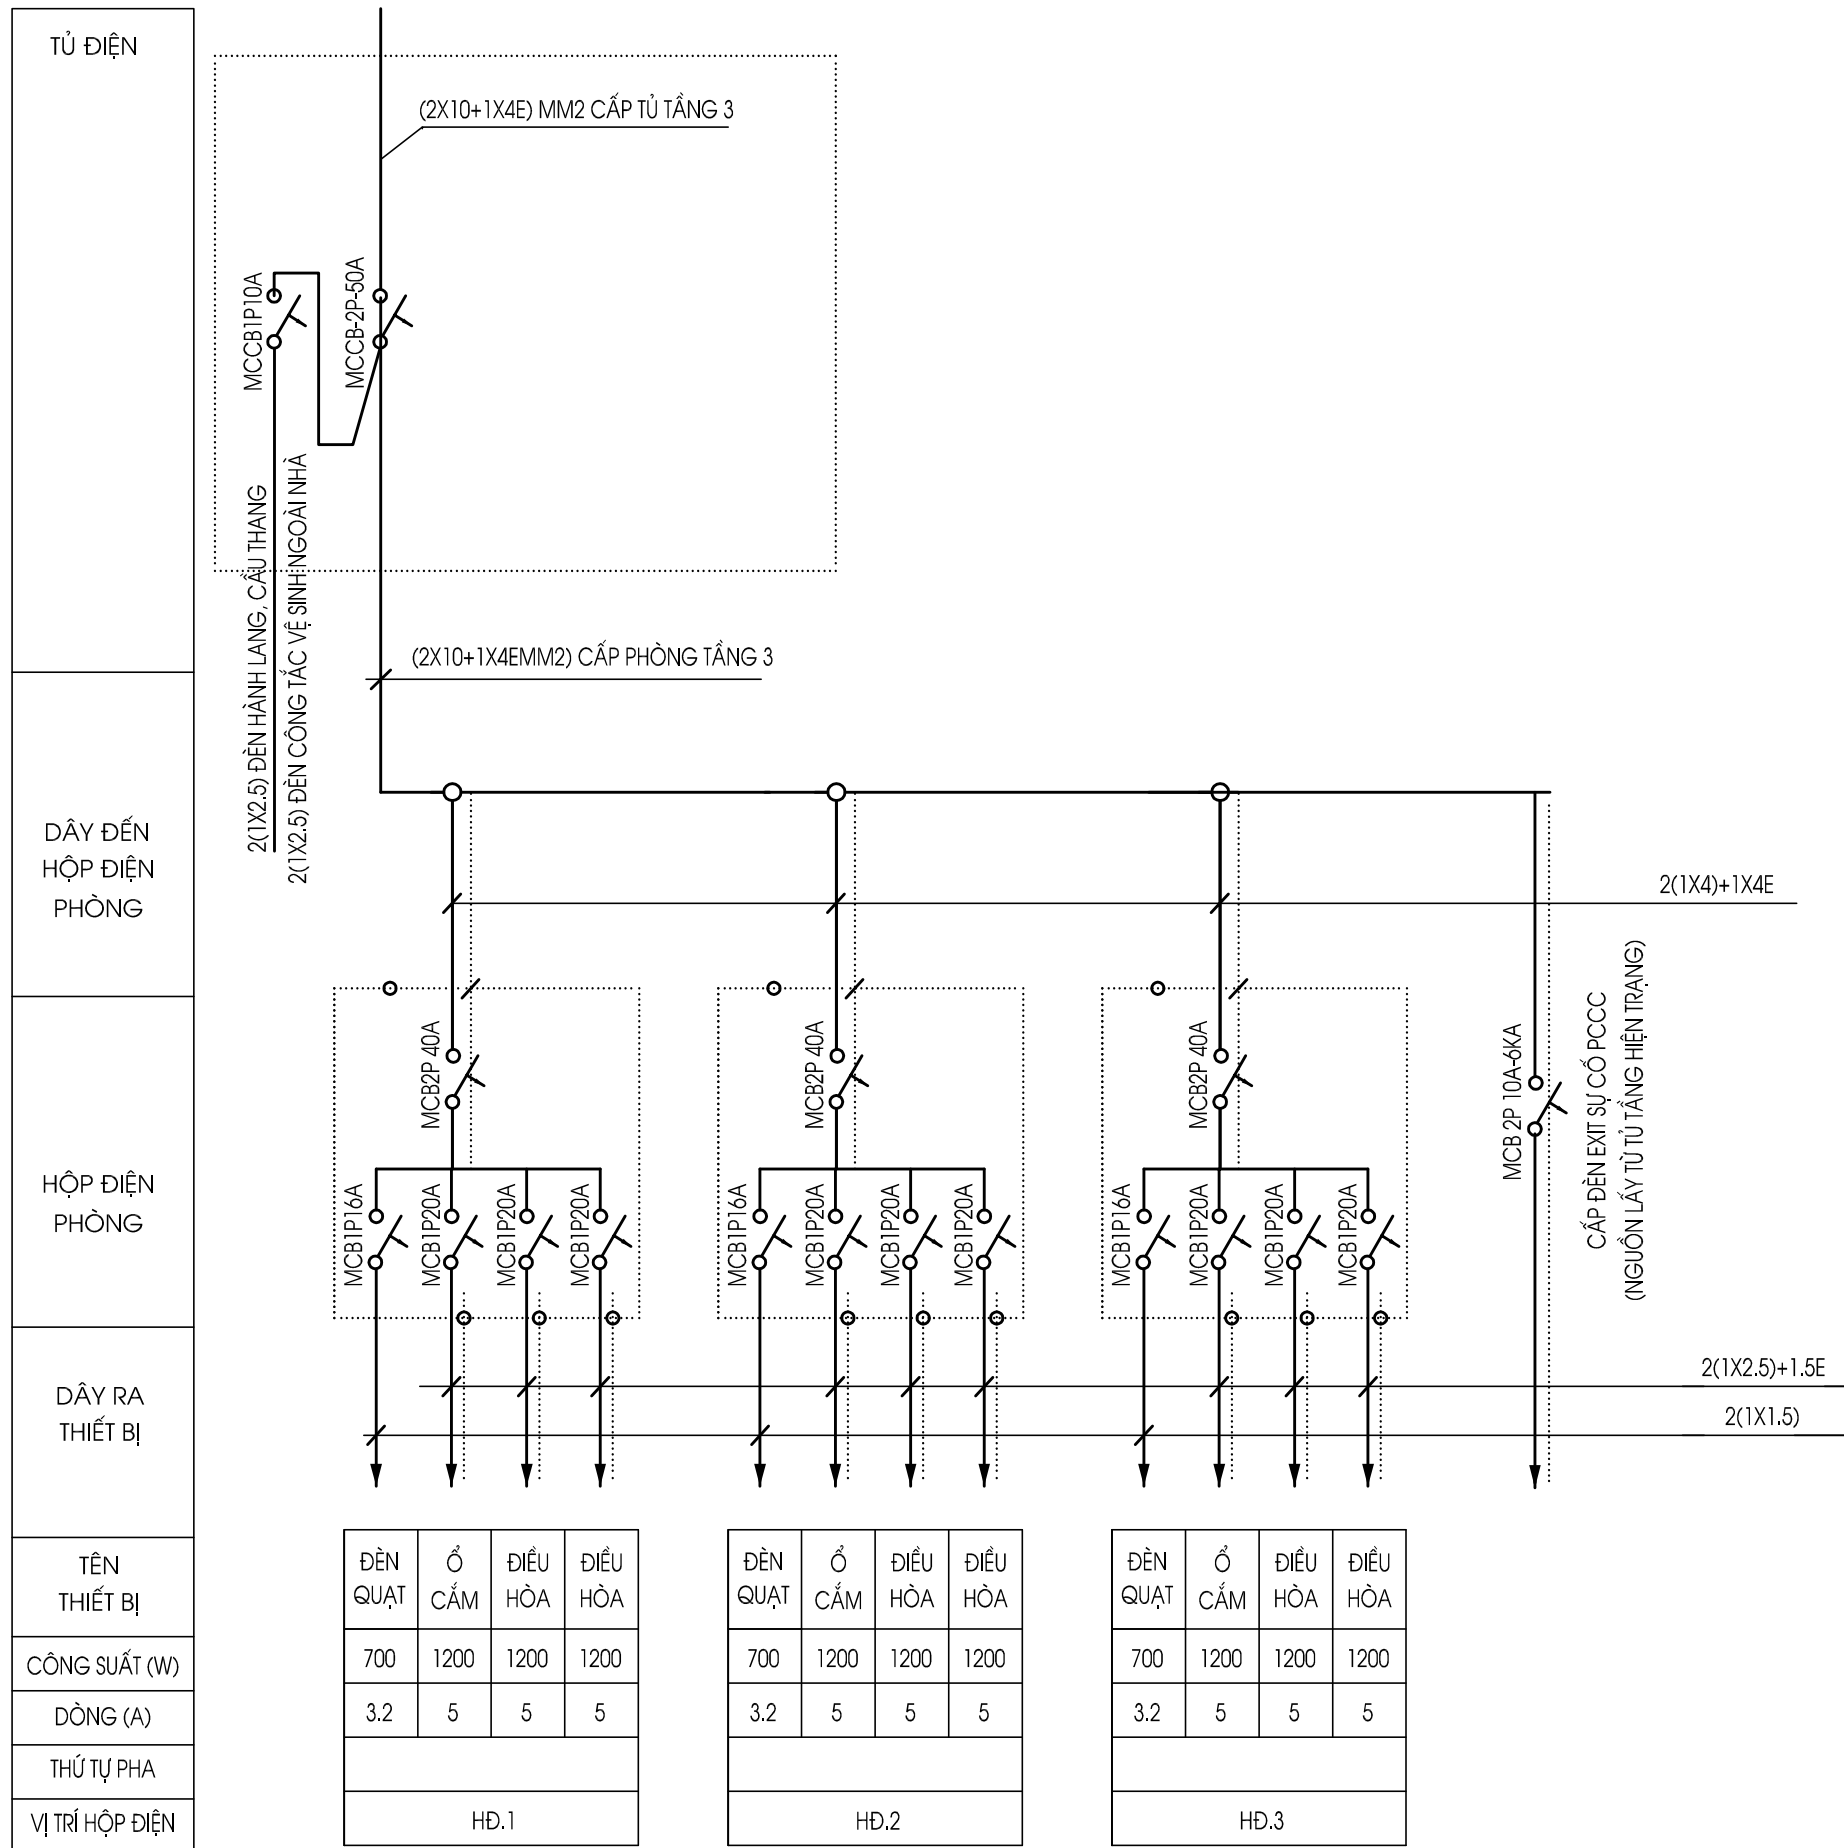 TỦ ĐIỆN
(2X10+1X4E) MM2 CẤP TỦ TẦNG 3
MCCB1P10A
MCCB-2P-50A
2(1X2.5) ĐÈN HÀNH LANG, CẦU THANG
2(1X2.5) ĐÈN CÔNG TẮC VỆ SINH NGOÀI NHÀ
(2X10+1X4EMM2) CẤP PHÒNG TẦNG 3
DÂY ĐẾN
HỘP ĐIỆN
PHÒNG
2(1X4)+1X4E
HỘP ĐIỆN
PHÒNG
MCB2P 40A
MCB2P 40A
MCB2P 40A
MCB 2P 10A-6KA
CẤP ĐÈN EXIT SỰ CỐ PCCC
(NGUỒN LẤY TỪ TỦ TẦNG HIỆN TRẠNG)
MCB1P16A
MCB1P20A
MCB1P20A
MCB1P20A
MCB1P16A
MCB1P20A
MCB1P20A
MCB1P20A
MCB1P16A
MCB1P20A
MCB1P20A
MCB1P20A
DÂY RA
THIẾT BỊ
2(1X2.5)+1.5E
2(1X1.5)
TÊN
THIẾT BỊ
ĐÈN
QUẠT
Ổ
CẮM
ĐIỀU
HÒA
ĐIỀU
HÒA
ĐÈN
QUẠT
Ổ
CẮM
ĐIỀU
HÒA
ĐIỀU
HÒA
ĐÈN
QUẠT
Ổ
CẮM
ĐIỀU
HÒA
ĐIỀU
HÒA
CÔNG SUẤT (W)
700 1200 1200 1200 700 1200 1200 1200 700 1200 1200 1200
DÒNG (A)
3.2 5 5 5 3.2 5 5 5 3.2 5 5 5
THỨ TỰ PHA
VỊ TRÍ HỘP ĐIỆN
HĐ.1 HĐ.2 HĐ.3